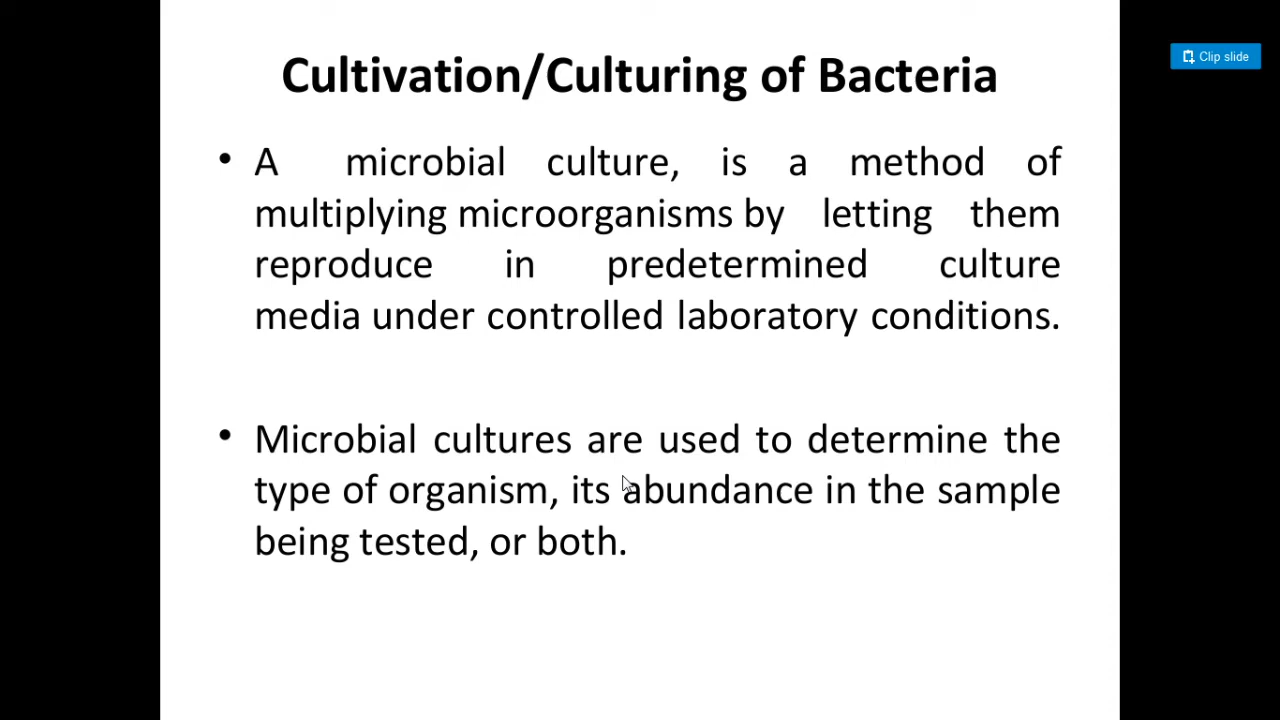 Clip slide
Cultivation/Culturing of Bacteria
• A microbial culture, is a method of
multiplying microorganisms by letting them
reproduce in predetermined culture
media under controlled laboratory conditions.
• Microbial cultures are used to determine the
type of organism, its abundance in the sample
being tested, or both.